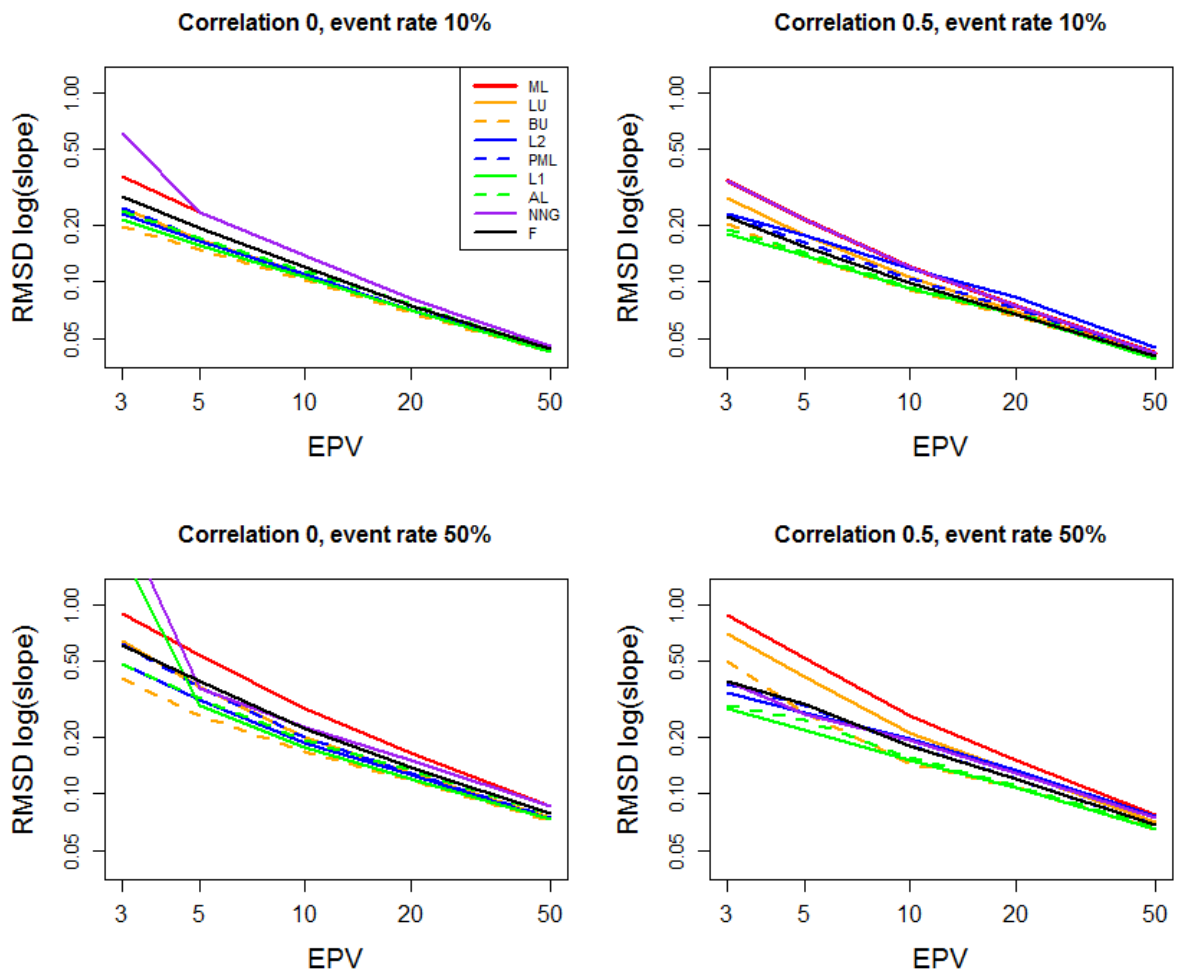 Correlation 0, event rate 10%
RMSD log(slope)
1.00
0.50
0.20
0.10
0.05
ML
LU
BU
L2
PML
L1
AL
NNG
F
3 5 10 20 50
EPV
Correlation 0.5, event rate 10%
RMSD log(slope)
1.00
0.50
0.20
0.10
0.05
3 5 10 20 50
EPV
Correlation 0, event rate 50%
RMSD log(slope)
1.00
0.50
0.20
0.10
0.05
3 5 10 20 50
EPV
Correlation 0.5, event rate 50%
RMSD log(slope)
1.00
0.50
0.20
0.10
0.05
3 5 10 20 50
EPV